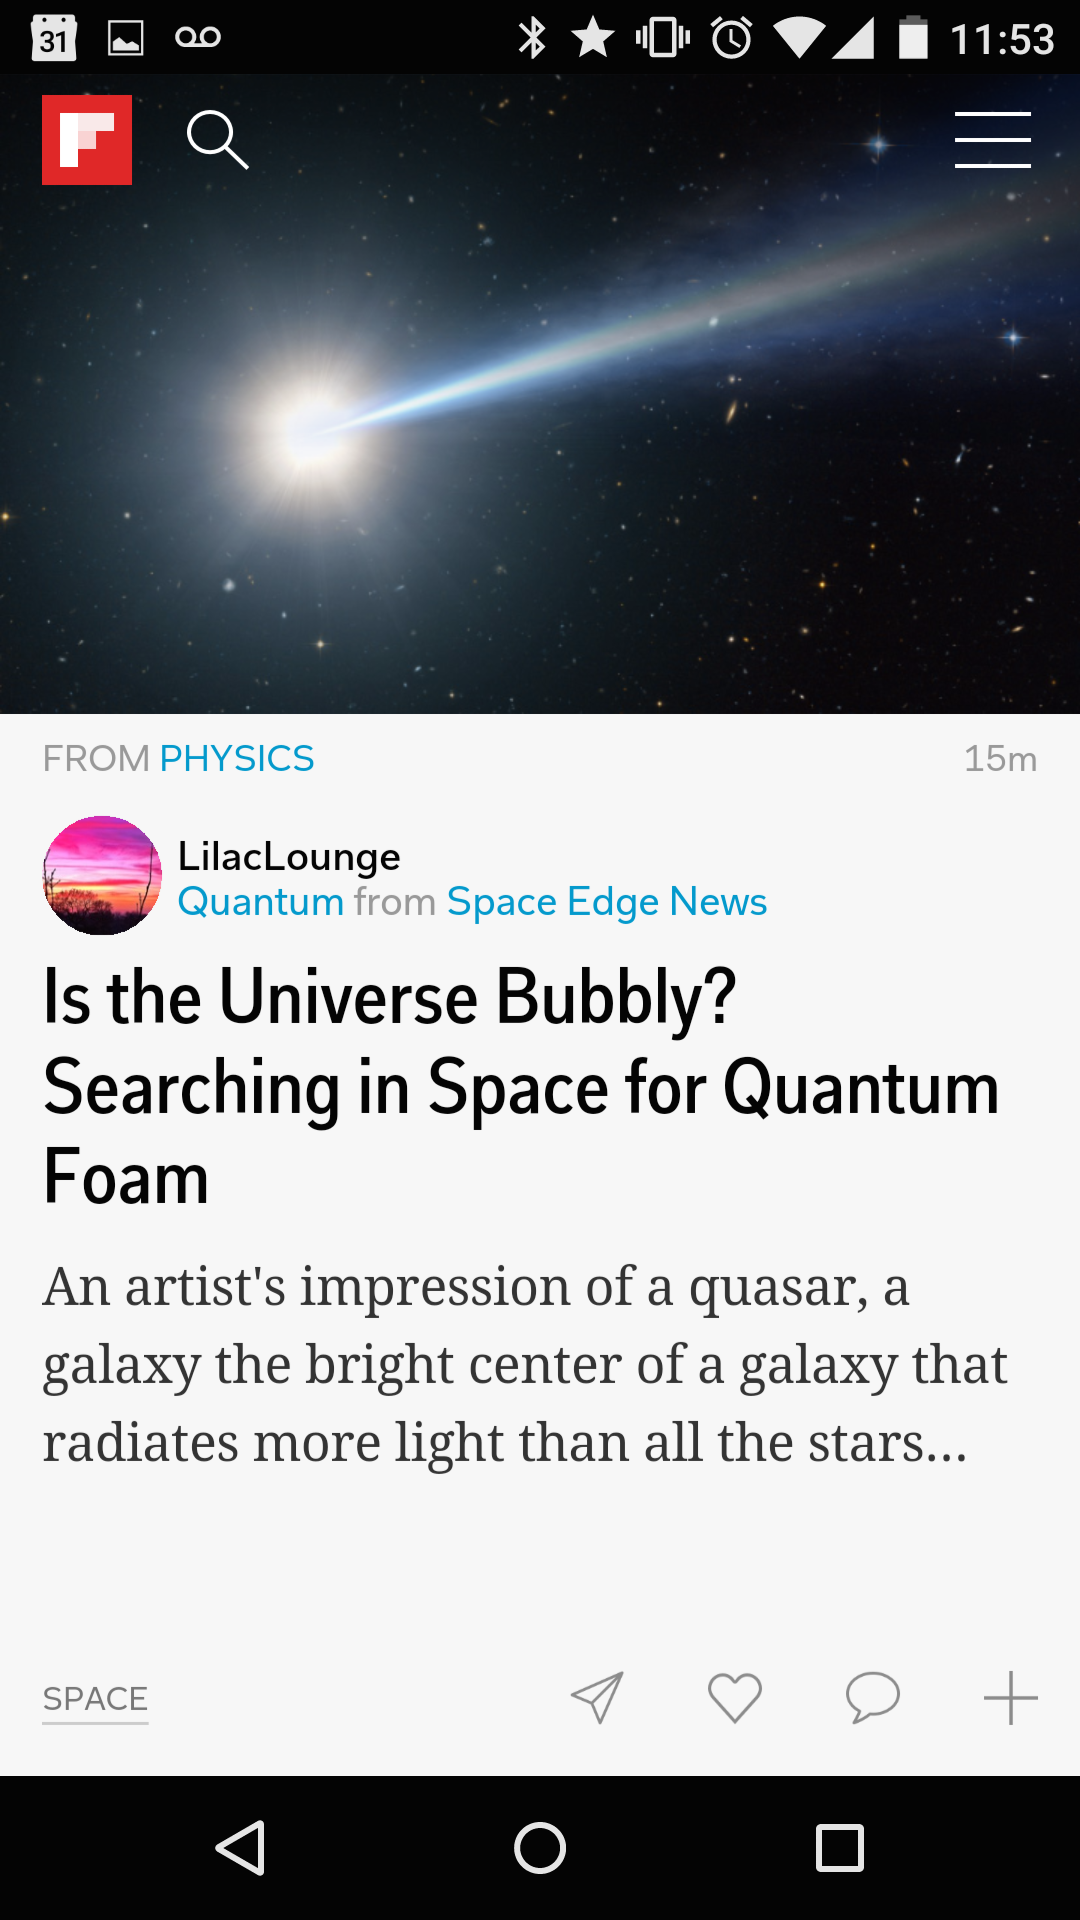 31
11:53
FROM PHYSICS
15m
LilacLounge
Quantum from Space Edge News
Is the Universe Bubbly?
Searching in Space for Quantum
Foam
An artist's impression of a quasar, a
galaxy the bright center of a galaxy that
radiates more light than all the stars...
SPACE